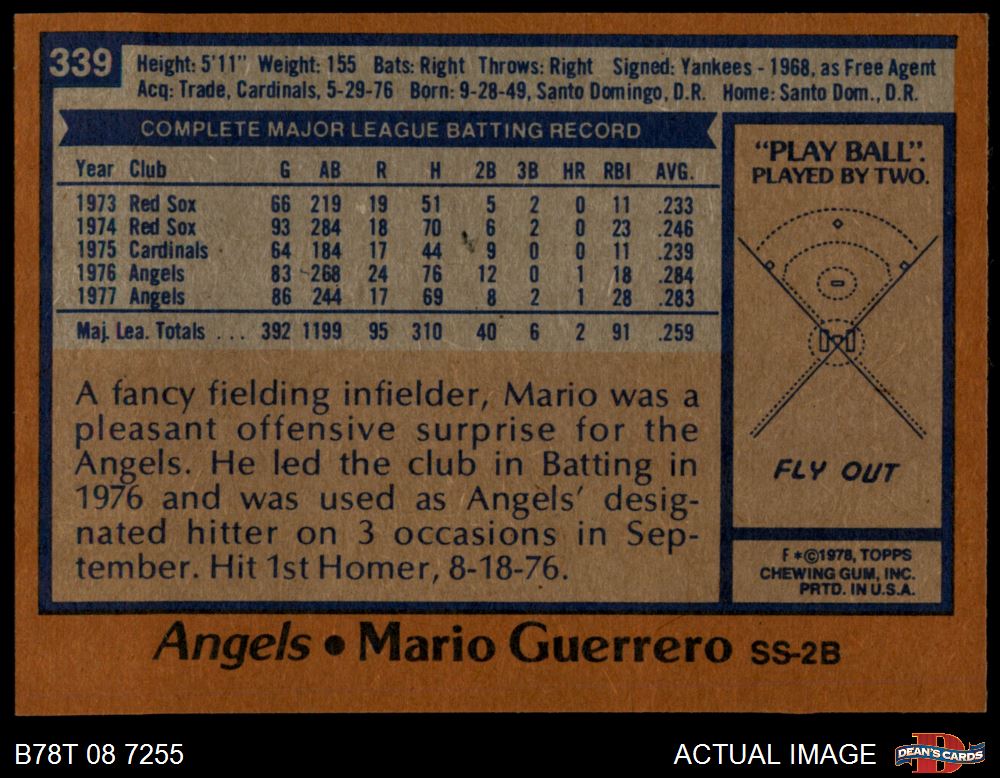 339
Height: 5'11" Weight: 155 Bats: Right Throws: Right Signed: Yankees - 1968, as Free Agent
Acq: Trade, Cardinals, 5-29-76 Born: 9-28-49, Santo Domingo, D.R. Home: Santo Dom., D.R.
COMPLETE MAJOR LEAGUE BATTING RECORD
Year Club G AB R H 2B 3B HR RBI AVG.
1973 Red Sox 66 219 19 51 5 2 0 11 .233
1974 Red Sox 93 284 18 70 6 2 0 23 .246
1975 Cardinals 64 184 17 44 9 0 0 11 .239
1976 Angels 83 268 24 76 12 0 1 18 .284
1977 Angels 86 244 17 69 8 2 1 28 .283
Maj. Lea. Totals . . . 392 1199 95 310 40 6 2 91 .259
A fancy fielding infielder, Mario was a
pleasant offensive surprise for the
Angels. He led the club in Batting in
1976 and was used as Angels' desig-
nated hitter on 3 occasions in Sep-
tember. Hit 1st Homer, 8-18-76.
"PLAY BALL".
PLAYED BY TWO.
FLY OUT
F *©1978, TOPPS
CHEWING GUM, INC.
PRTD. IN U.S.A.
Angels • Mario Guerrero SS-2B
B78T 08 7255
ACTUAL IMAGE
DEAN'S CARDS